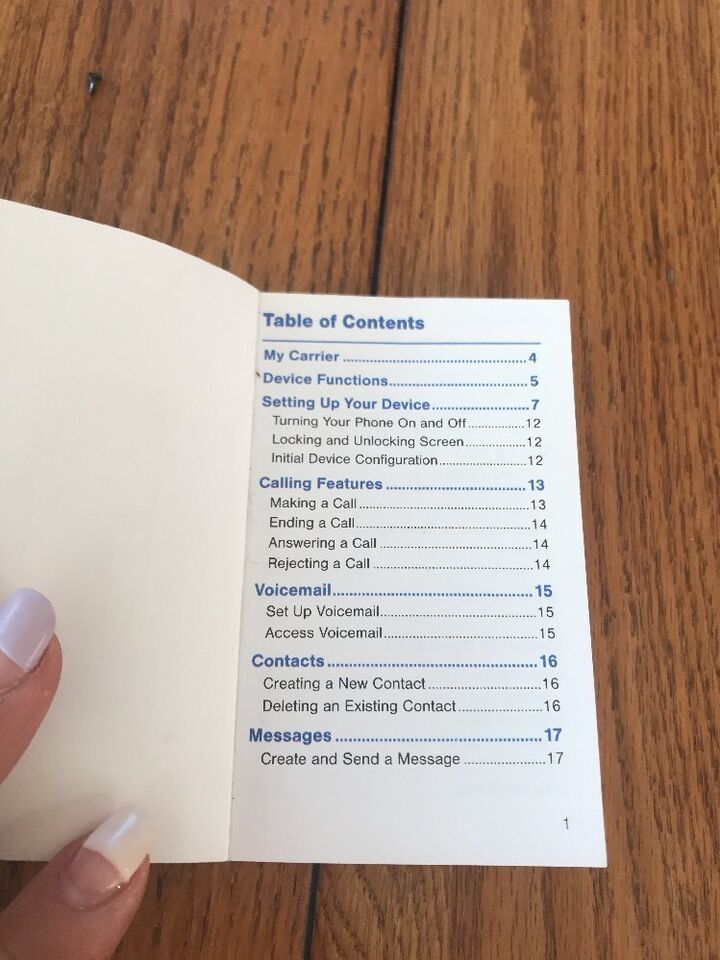 Table of Contents
My Carrier ........................................................ 4
Device Functions.......................................... 5
Setting Up Your Device............................. 7
Turning Your Phone On and Off................12
Locking and Unlocking Screen.................12
Initial Device Configuration........................12
Calling Features ......................................... 13
Making a Call................................................13
Ending a Call.................................................14
Answering a Call...........................................14
Rejecting a Call.............................................14
Voicemail........................................................ 15
Set Up Voicemail...........................................15
Access Voicemail..........................................15
Contacts ......................................................... 16
Creating a New Contact................................16
Deleting an Existing Contact........................16
Messages ....................................................... 17
Create and Send a Message .......................17
1